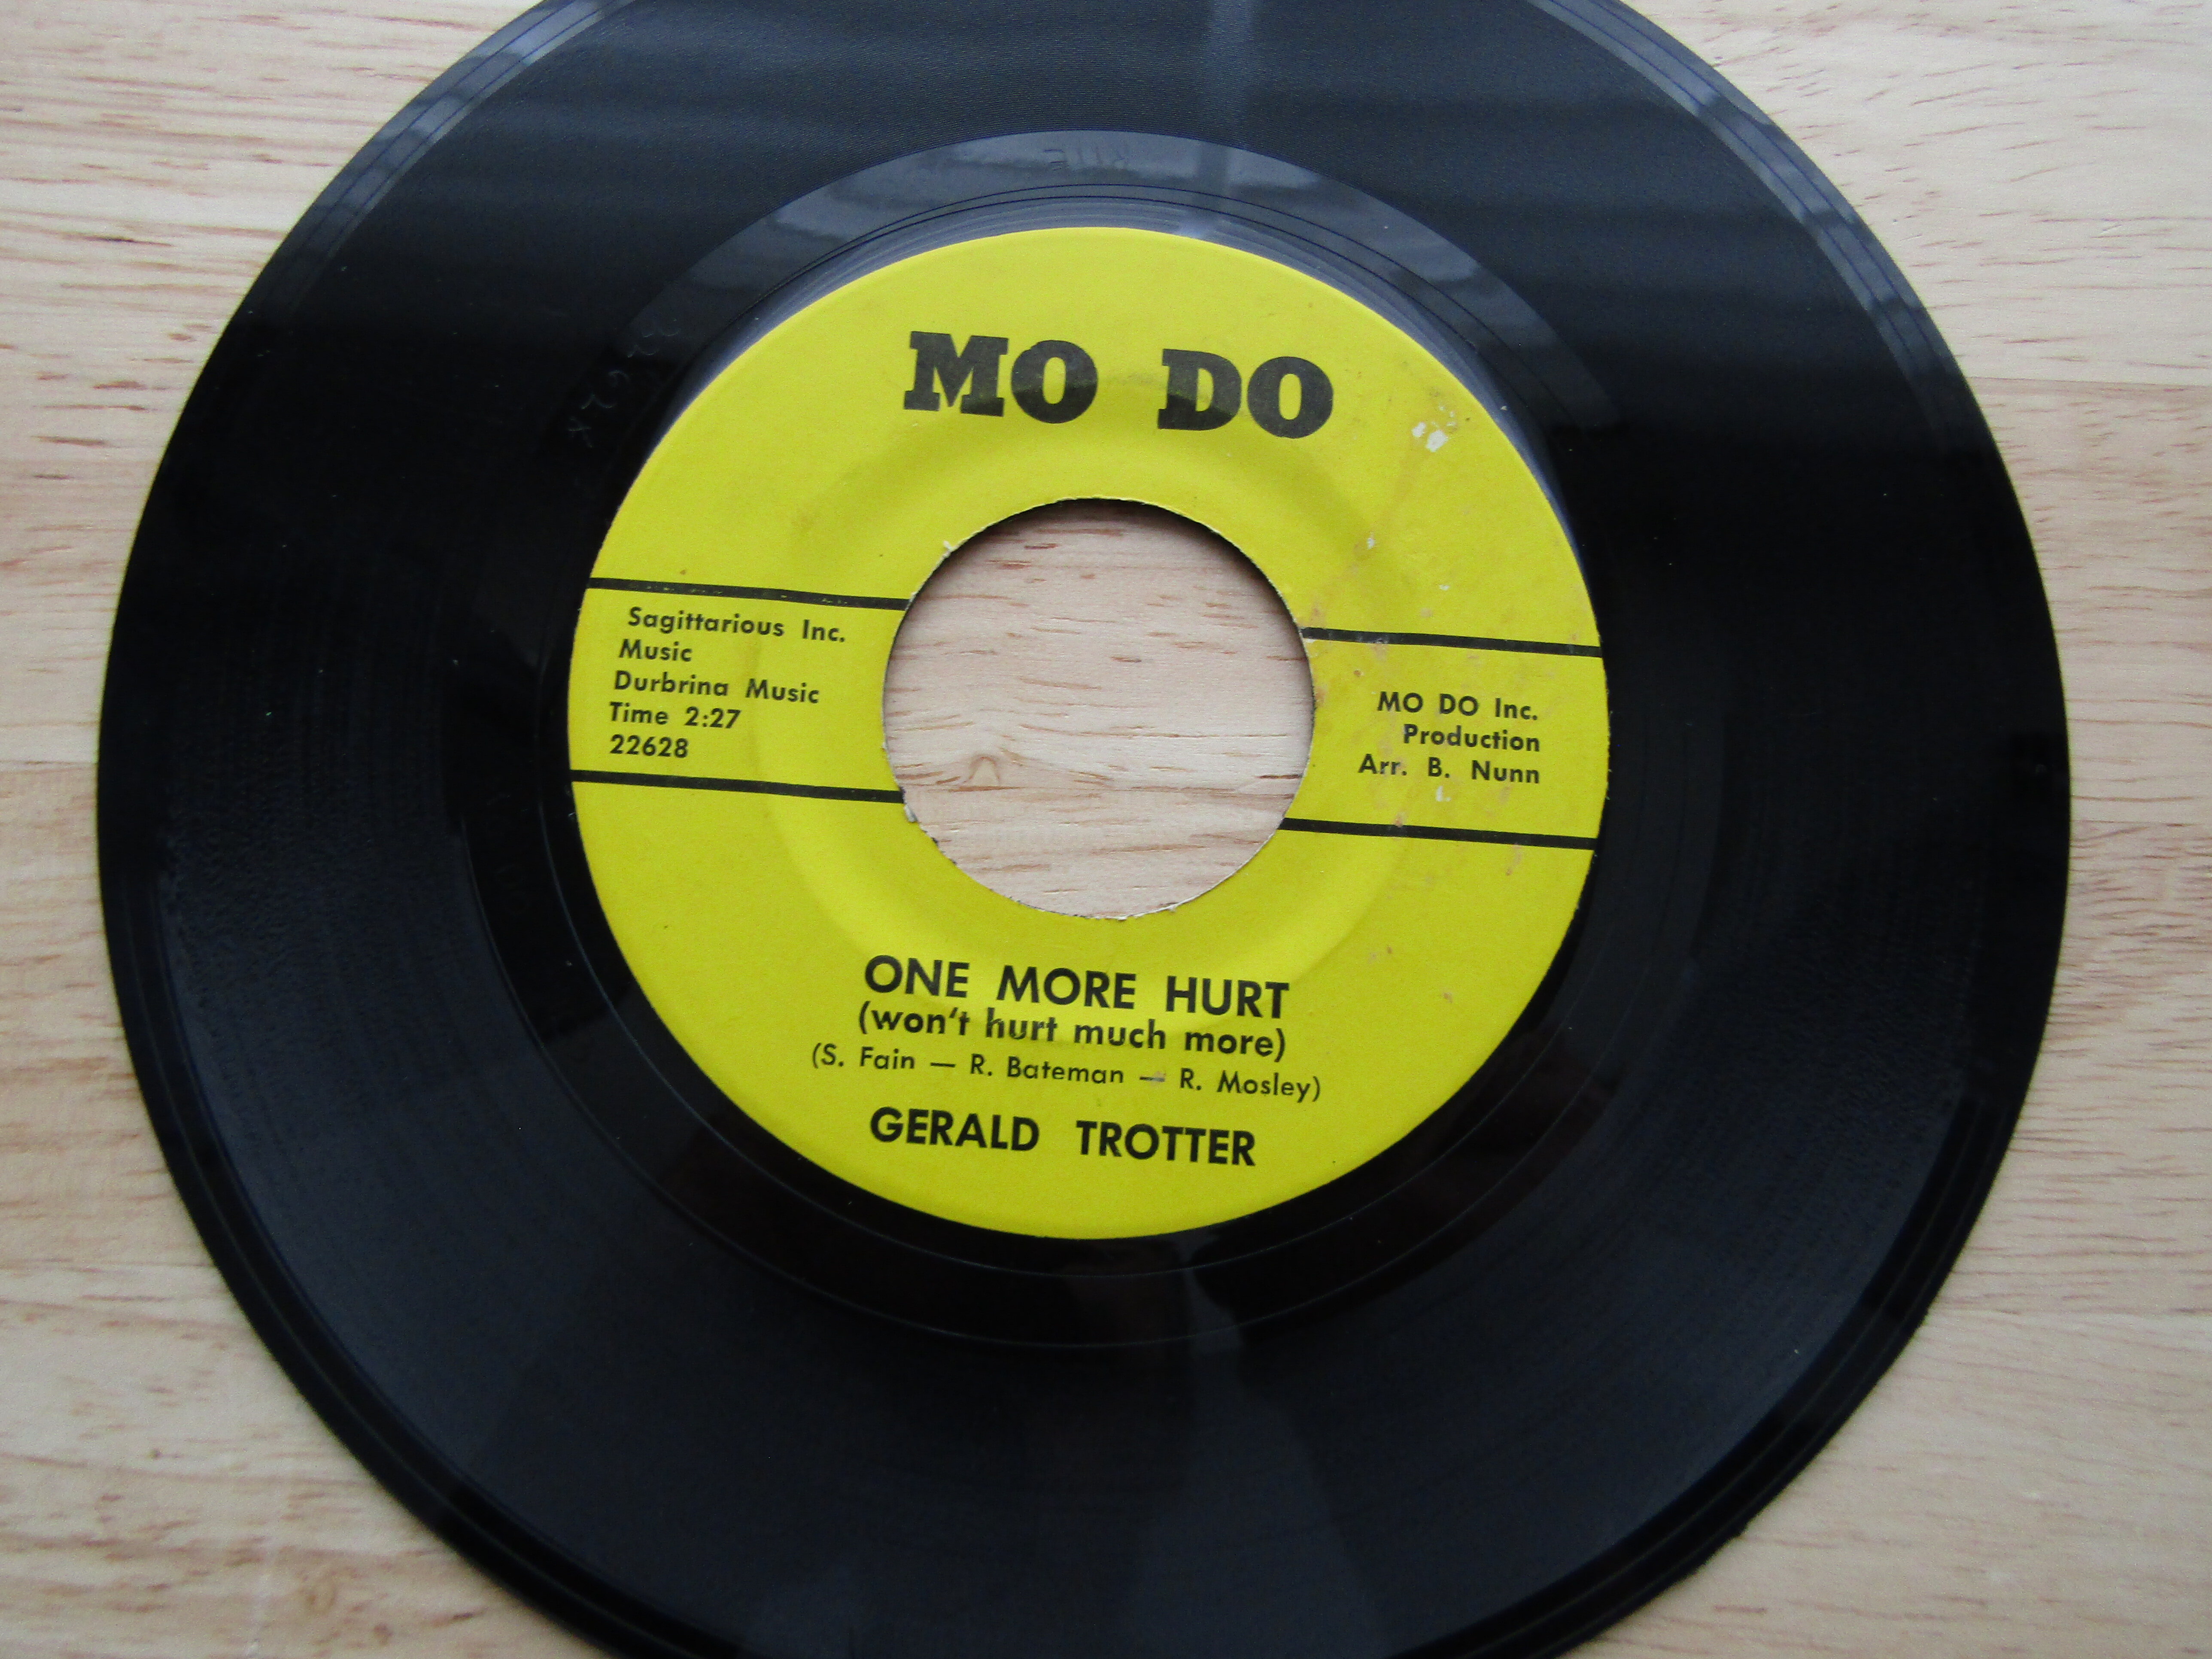 MO DO
Sagittarious Inc.
Music
Durbrina Music
Time 2:27
22628
MO DO Inc.
Production
Arr. B. Nunn
ONE MORE HURT
(won't hurt much more)
(S. Fain — R. Bateman — R. Mosley)
GERALD TROTTER